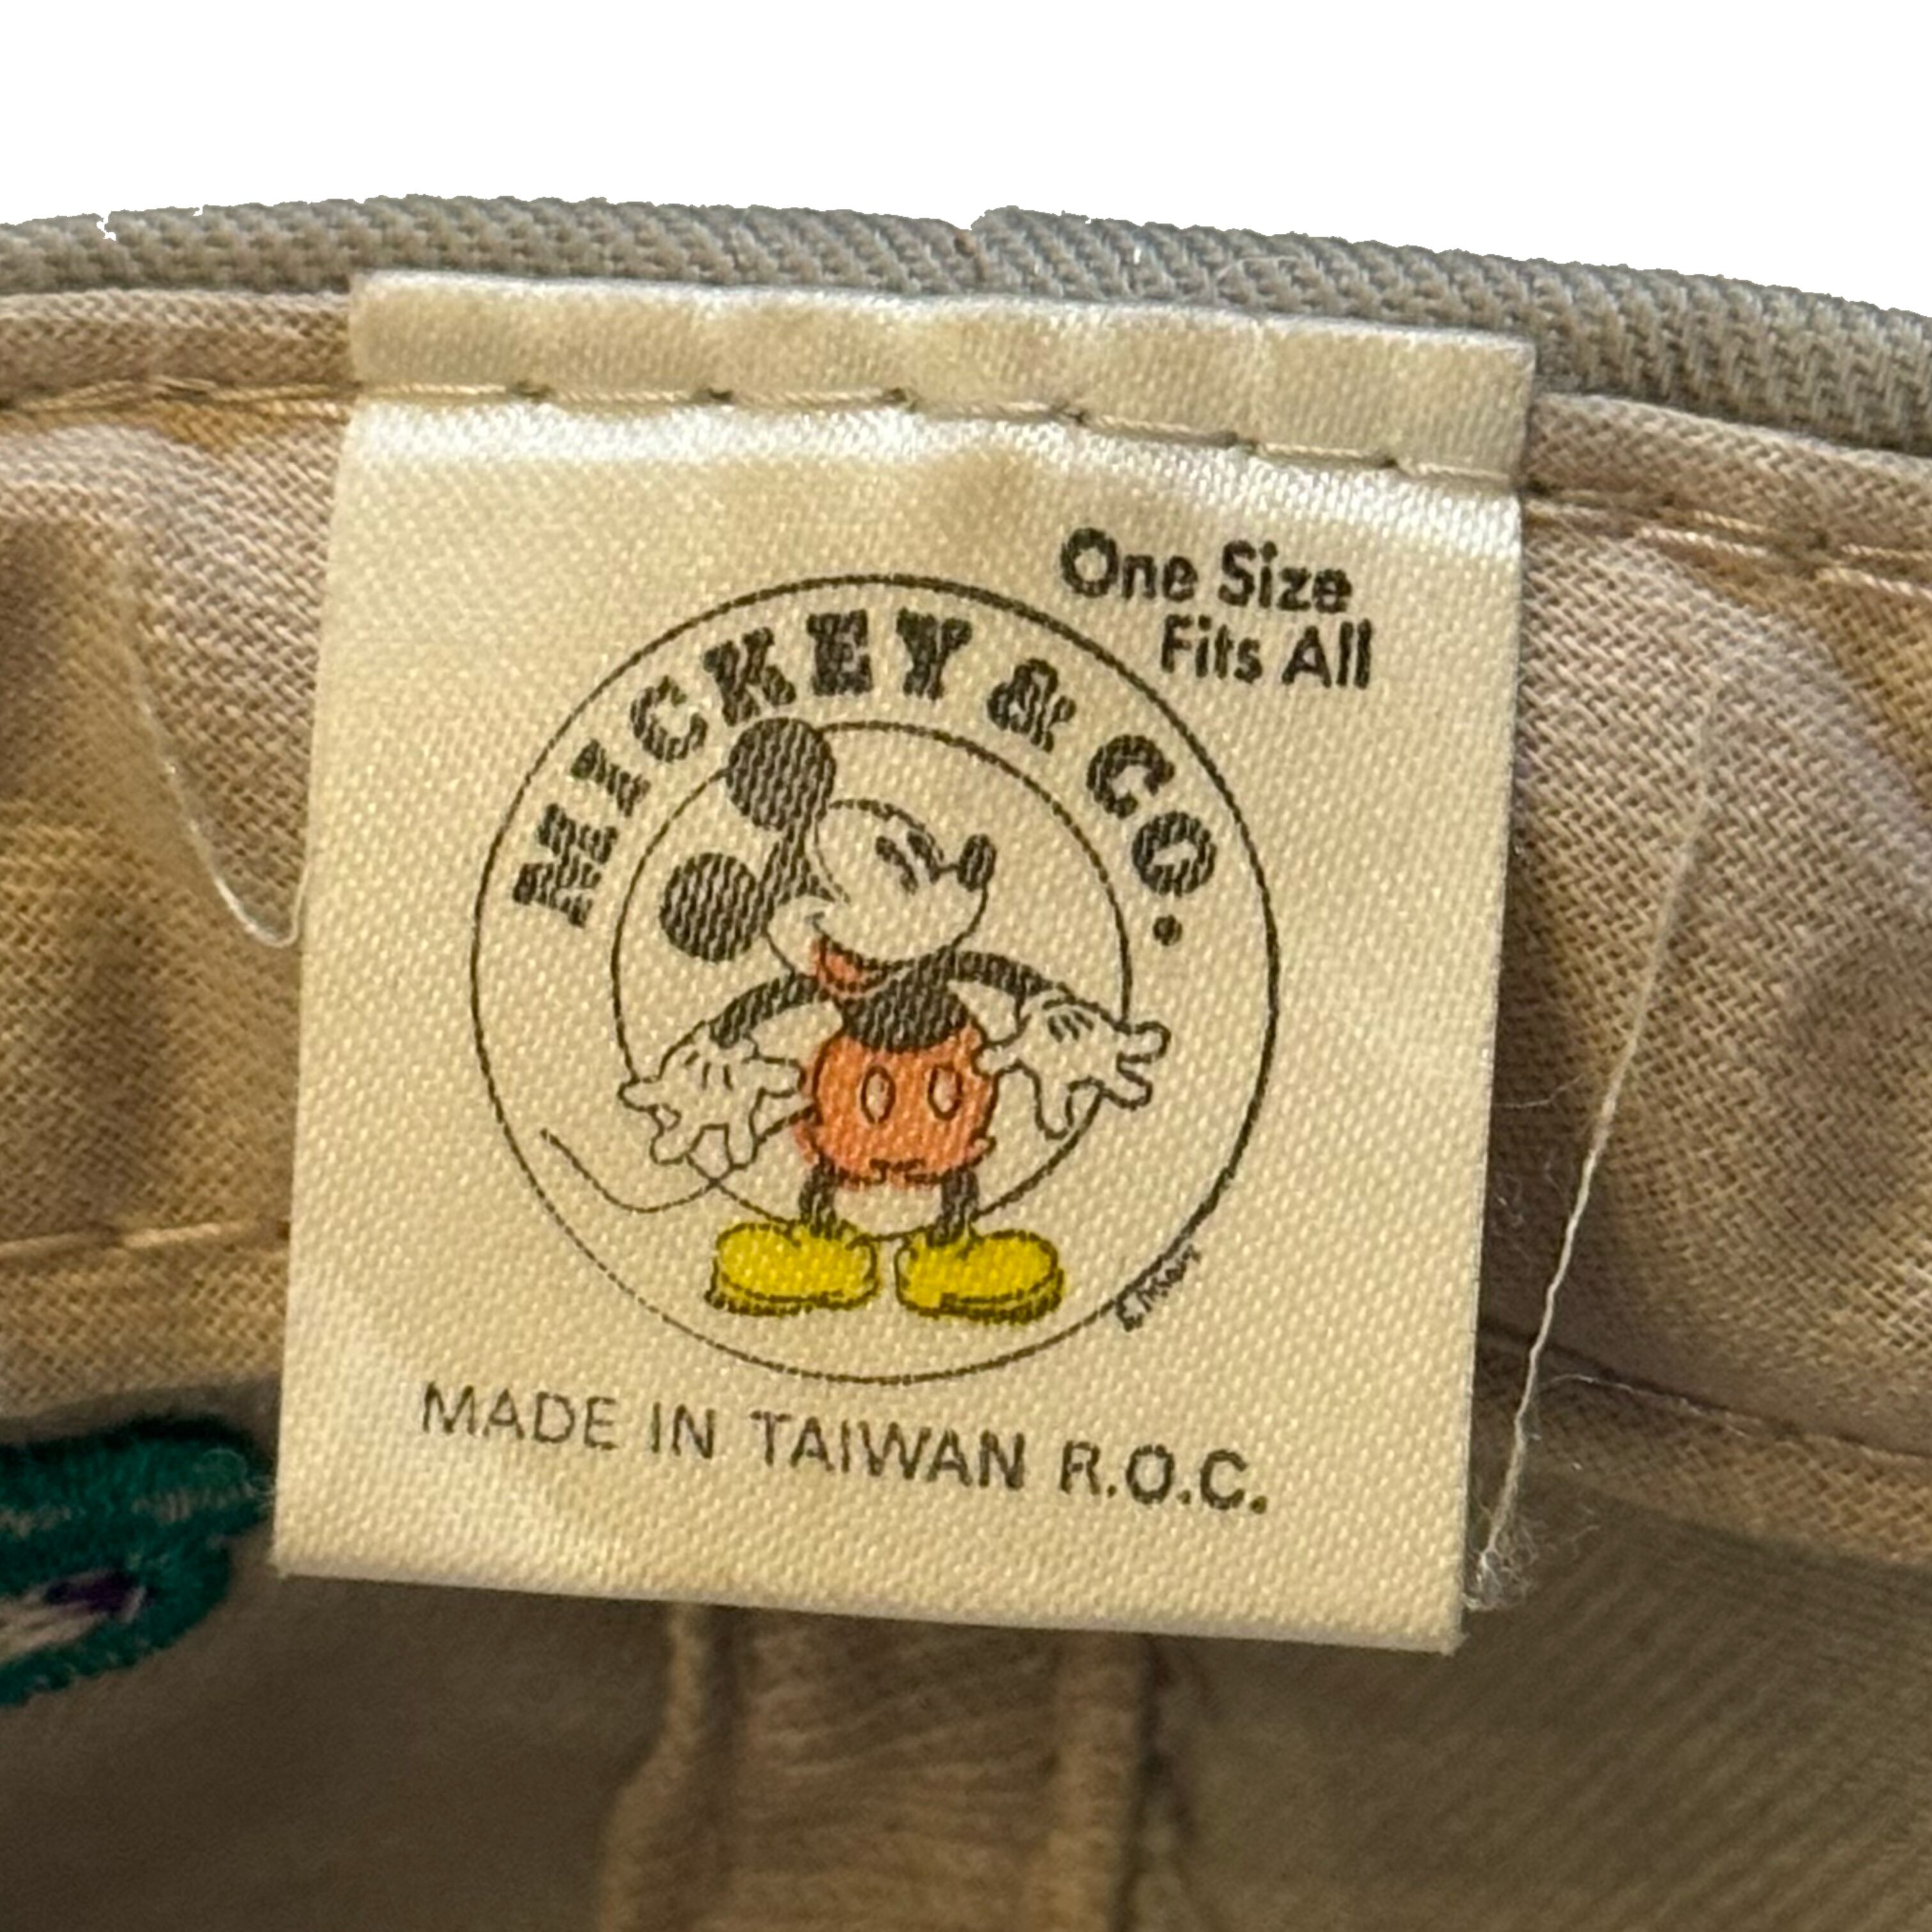 One Size
Fits All
MICKEY & CO.
MADE IN TAIWAN R.O.C.